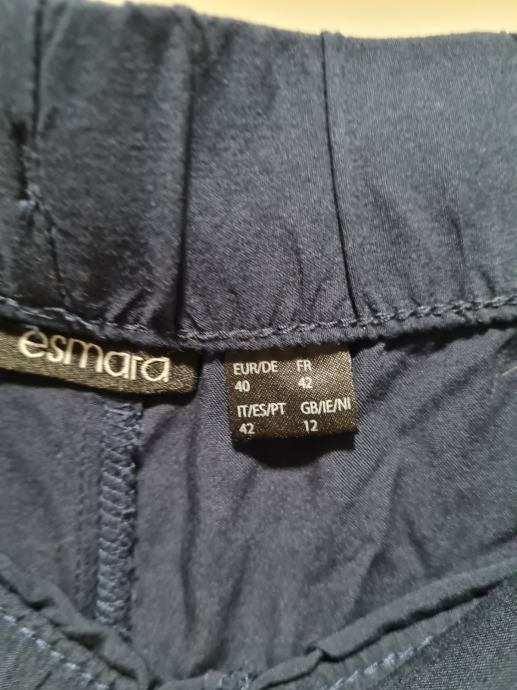 esmara
EUR/DE FR
40 42
IT/ES/PT GB/IE/NI
42 12